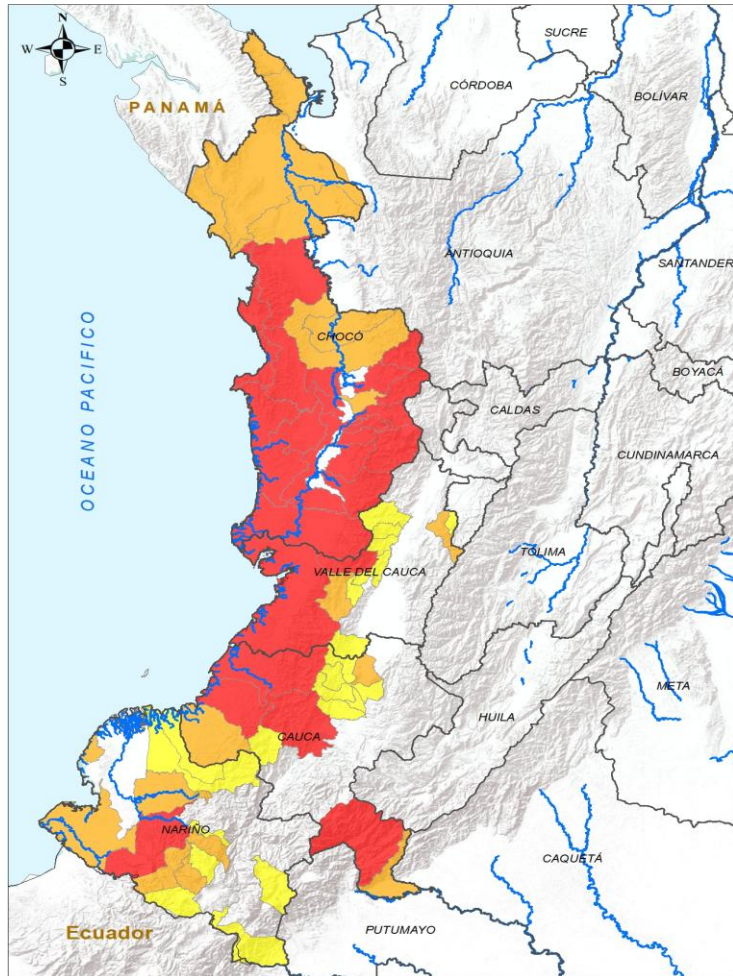 SUCRE
N
W E
S
CÓRDOBA
BOLÍVAR
PANAMÁ
ANTIOQUIA
SANTANDER
OCEANO PACIFICO
CHOCÓ
BOYACÁ
CALDAS
CUNDINAMARCA
TOLIMA
VALLE DEL CAUCA
META
HUILA
CAUCA
NARIÑO
CAQUETÁ
Ecuador
PUTUMAYO